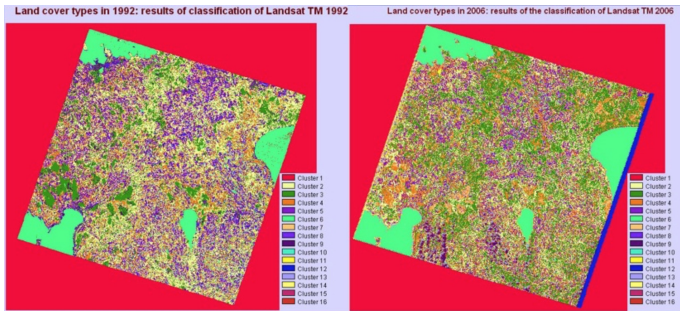 Land cover types in 1992: results of classification of Landsat TM 1992
Land cover types in 2006: results of the classification of Landsat TM 2006
Cluster 1
Cluster 2
Cluster 3
Cluster 4
Cluster 5
Cluster 6
Cluster 7
Cluster 8
Cluster 9
Cluster 10
Cluster 11
Cluster 12
Cluster 13
Cluster 14
Cluster 15
Cluster 16
Cluster 1
Cluster 2
Cluster 3
Cluster 4
Cluster 5
Cluster 6
Cluster 7
Cluster 8
Cluster 9
Cluster 10
Cluster 11
Cluster 12
Cluster 13
Cluster 14
Cluster 15
Cluster 16